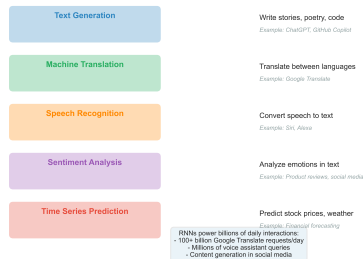 Text Generation
Write stories, poetry, code
Example: ChatGPT, GitHub Copilot
Machine Translation
Translate between languages
Example: Google Translate
Speech Recognition
Convert speech to text
Example: Siri, Alexa
Sentiment Analysis
Analyze emotions in text
Example: Product reviews, social media
Time Series Prediction
Predict stock prices, weather
Example: Financial forecasting
RNNs power billions of daily interactions:
- 100+ billion Google Translate requests/day
- Millions of voice assistant queries
- Content generation in social media